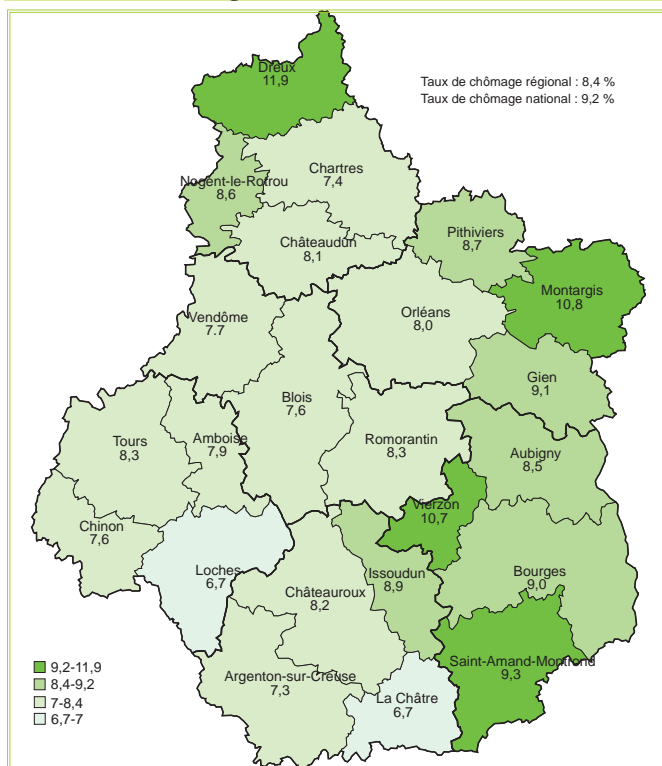 Dreux
11,9
Taux de chômage régional : 8,4 %
Taux de chômage national : 9,2 %
Chartres
7,4
Nogent-le-Rotrou
8,6
Pithiviers
8,7
Châteaudun
8,1
Montargis
10,8
Orléans
8,0
Vendôme
7.7
Gien
9,1
Blois
7,6
Tours
8,3
Amboise
7,9
Romorantin
8,3
Aubigny
8,5
Vierzon
10,7
Chinon
7,6
Loches
6,7
Issoudun
8,9
Bourges
9,0
Châteauroux
8,2
Saint-Amand-Montrond
9,3
Argenton-sur-Creuse
7,3
La Châtre
6,7
9,2-11,9
8,4-9,2
7-8,4
6,7-7